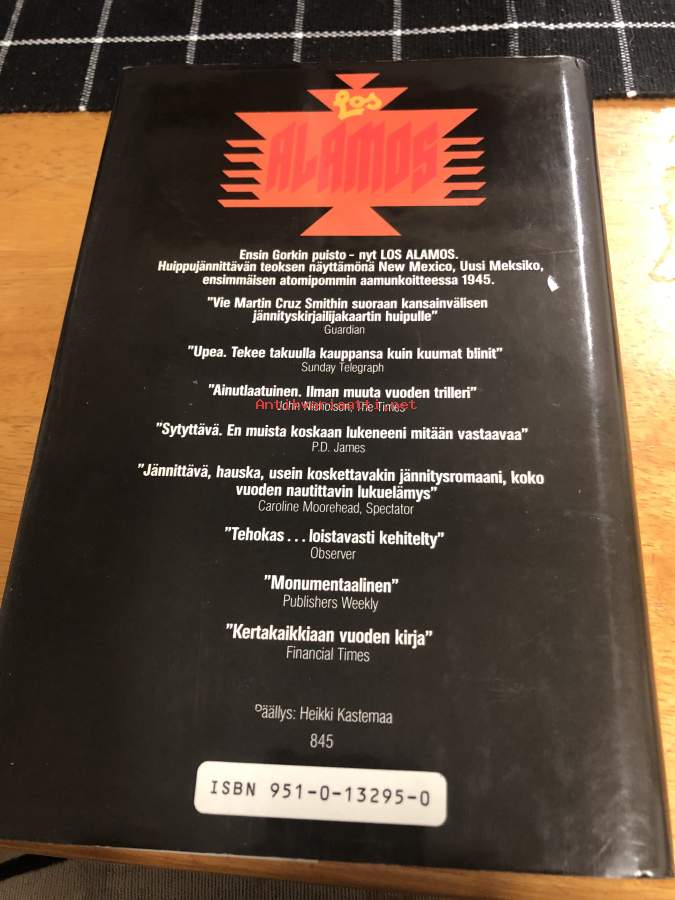 Los
ALAMOS
Ensin Gorkin puisto – nyt LOS ALAMOS.
Huippujännittävän teoksen näyttämönä New Mexico, Uusi Meksiko,
ensimmäisen atomipommin aamunkoitteessa 1945.
”Vie Martin Cruz Smithin suoraan kansainvälisen
jännityskirjailijakaartin huipulle”
Guardian
”Upea. Tekee takuulla kauppansa kuin kuumat blinit”
Sunday Telegraph
”Ainutlaatuinen. Ilman muuta vuoden trilleri”
John Nicholson, The Times
Antikvariaatti.net
”Sytyttävä. En muista koskaan lukeneeni mitään vastaavaa”
P.D. James
”Jännittävä, hauska, usein koskettavakin jännitysromaani, koko
vuoden nautittavin lukuelämys”
Caroline Moorehead, Spectator
”Tehokas . . . loistavasti kehitelty”
Observer
”Monumentaalinen”
Publishers Weekly
”Kertakaikkiaan vuoden kirja”
Financial Times
Päällys: Heikki Kastemaa
845
ISBN 951-0-13295-0